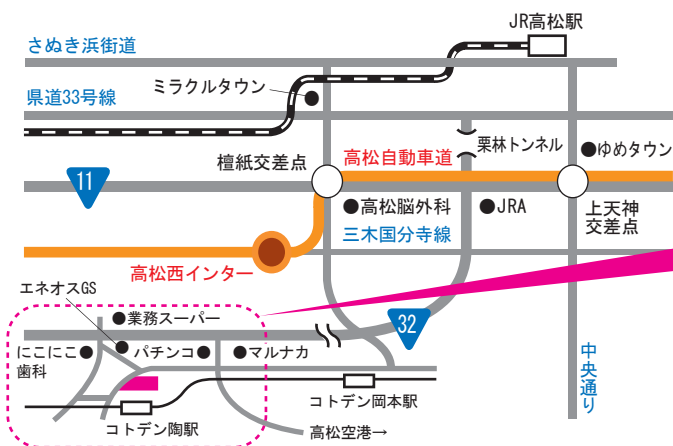 JR高松駅
さぬき浜街道
ミラクルタウン
県道33号線
檀紙交差点
高松自動車道
栗林トンネル
ゆめタウン
11
高松脳外科
JRA
上天神
交差点
三木国分寺線
高松西インター
エネオスGS
業務スーパー
32
にこにこ
歯科
パチンコ
マルナカ
中央通り
コトデン岡本駅
コトデン陶駅
高松空港→